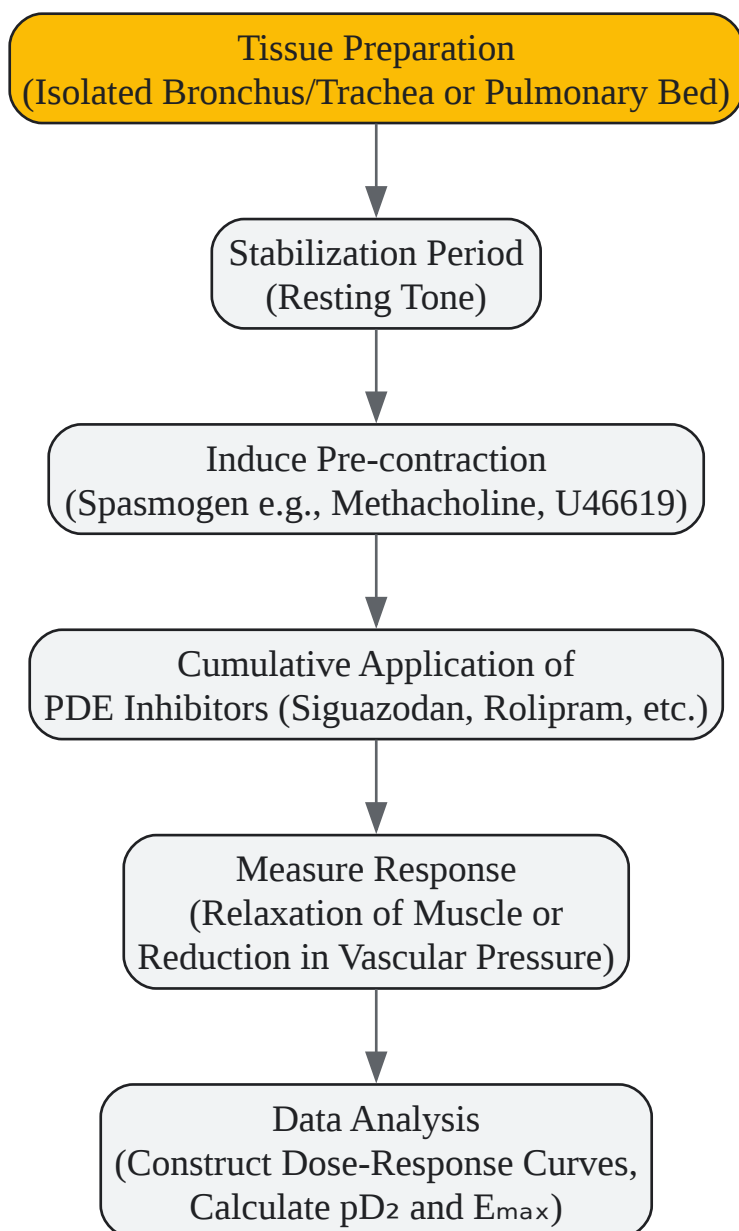 Tissue Preparation
(Isolated Bronchus/Trachea or Pulmonary Bed)
Stabilization Period
(Resting Tone)
Induce Pre-contraction
(Spasmogen e.g., Methacholine, U46619)
Cumulative Application of
PDE Inhibitors (Siguazodan, Rolipram, etc.)
Measure Response
(Relaxation of Muscle or
Reduction in Vascular Pressure)
Data Analysis
(Construct Dose-Response Curves,
Calculate pD₂ and Eₘₐₓ)